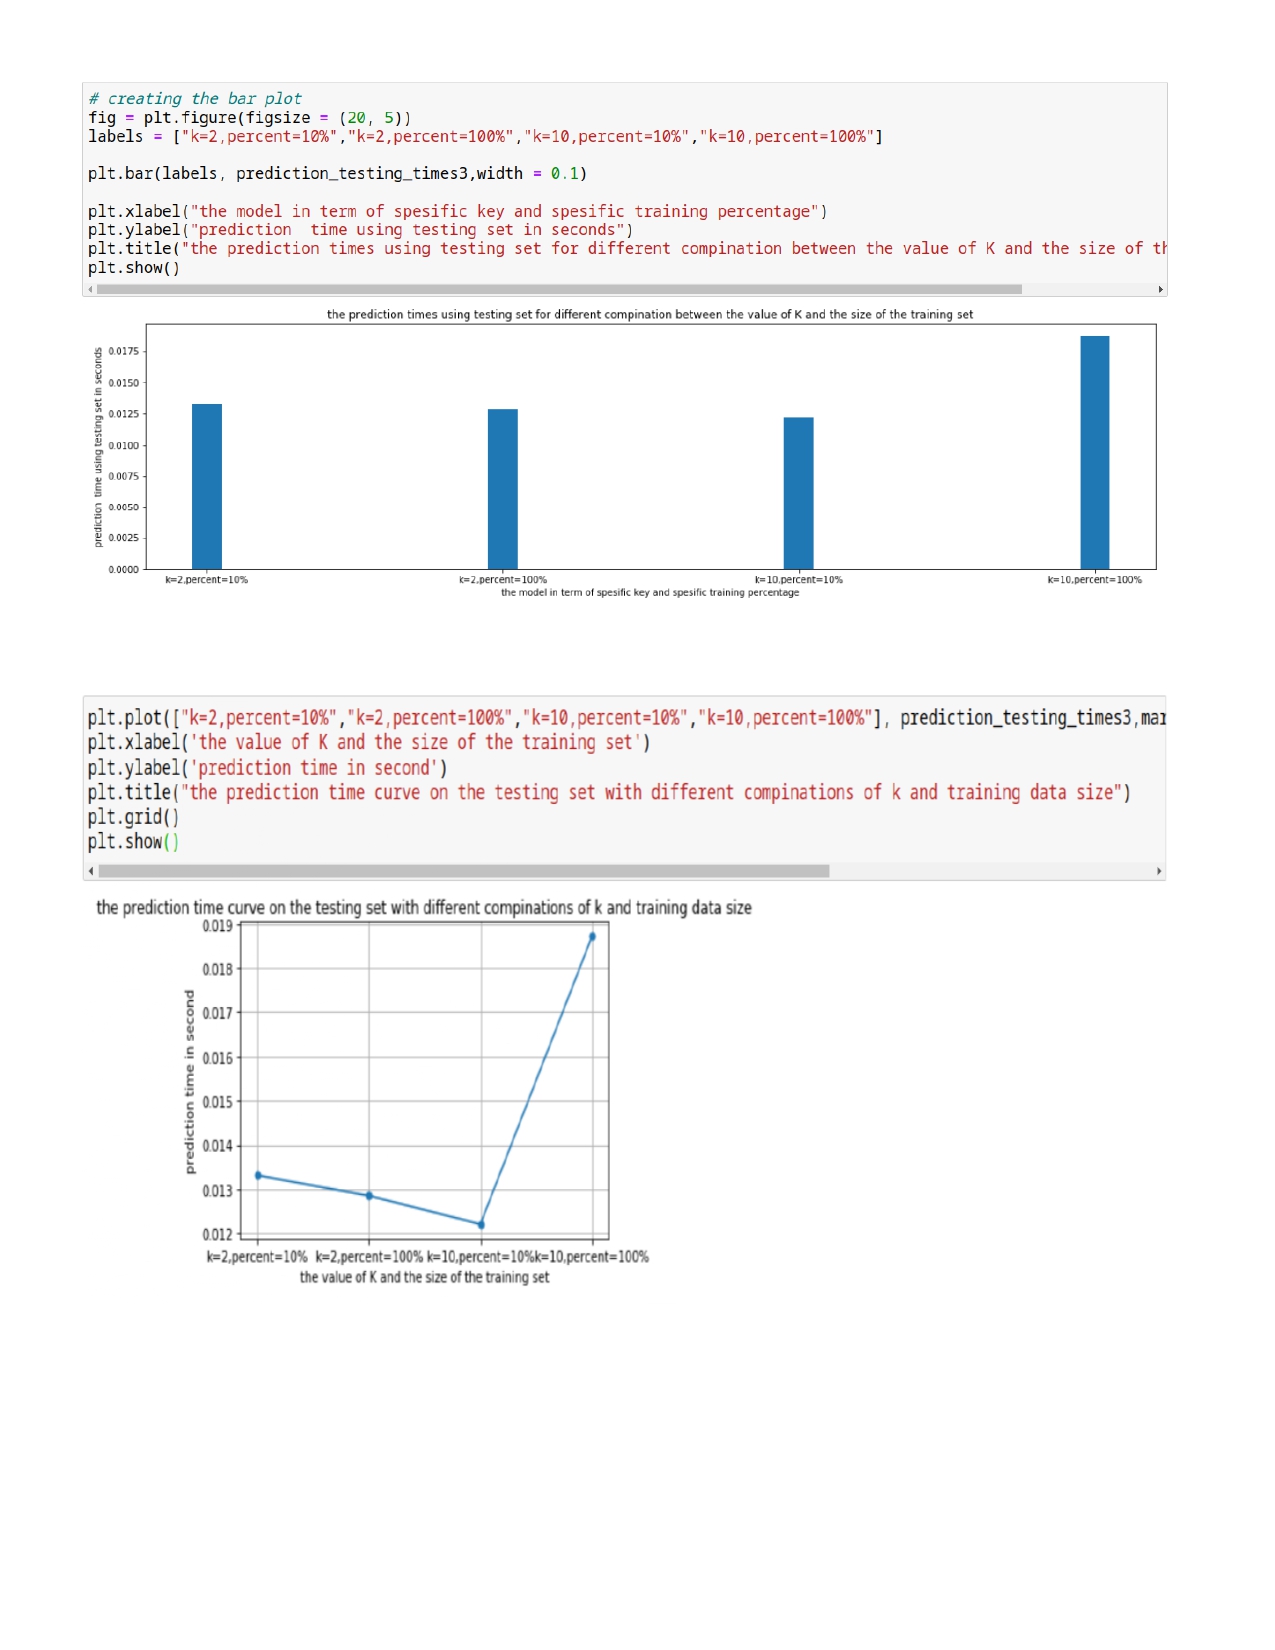 # creating the bar plot
fig = plt.figure(figsize = (20, 5))
labels = ["k=2,percent=10%","k=2,percent=100%","k=10,percent=10%","k=10,percent=100%"]
plt.bar(labels, prediction_testing_times3,width = 0.1)
plt.xlabel("the model in term of spesific key and spesific training percentage")
plt.ylabel("prediction  time using testing set in seconds")
plt.title("the prediction times using testing set for different compination between the value of K and the size of th
plt.show()
the prediction times using testing set for different compination between the value of K and the size of the training set
prediction  time using testing set in seconds
0.0175
0.0150
0.0125
0.0100
0.0075
0.0050
0.0025
0.0000
k=2,percent=10% k=2,percent=100% k=10,percent=10% k=10,percent=100%
the model in term of spesific key and spesific training percentage
plt.plot(["k=2,percent=10%","k=2,percent=100%","k=10,percent=10%","k=10,percent=100%"], prediction_testing_times3,mar
plt.xlabel('the value of K and the size of the training set')
plt.ylabel('prediction time in second')
plt.title("the prediction time curve on the testing set with different compinations of k and training data size")
plt.grid()
plt.show()
the prediction time curve on the testing set with different compinations of k and training data size
prediction time in second
0.019
0.018
0.017
0.016
0.015
0.014
0.013
0.012
k=2,percent=10% k=2,percent=100% k=10,percent=10%k=10,percent=100%
the value of K and the size of the training set